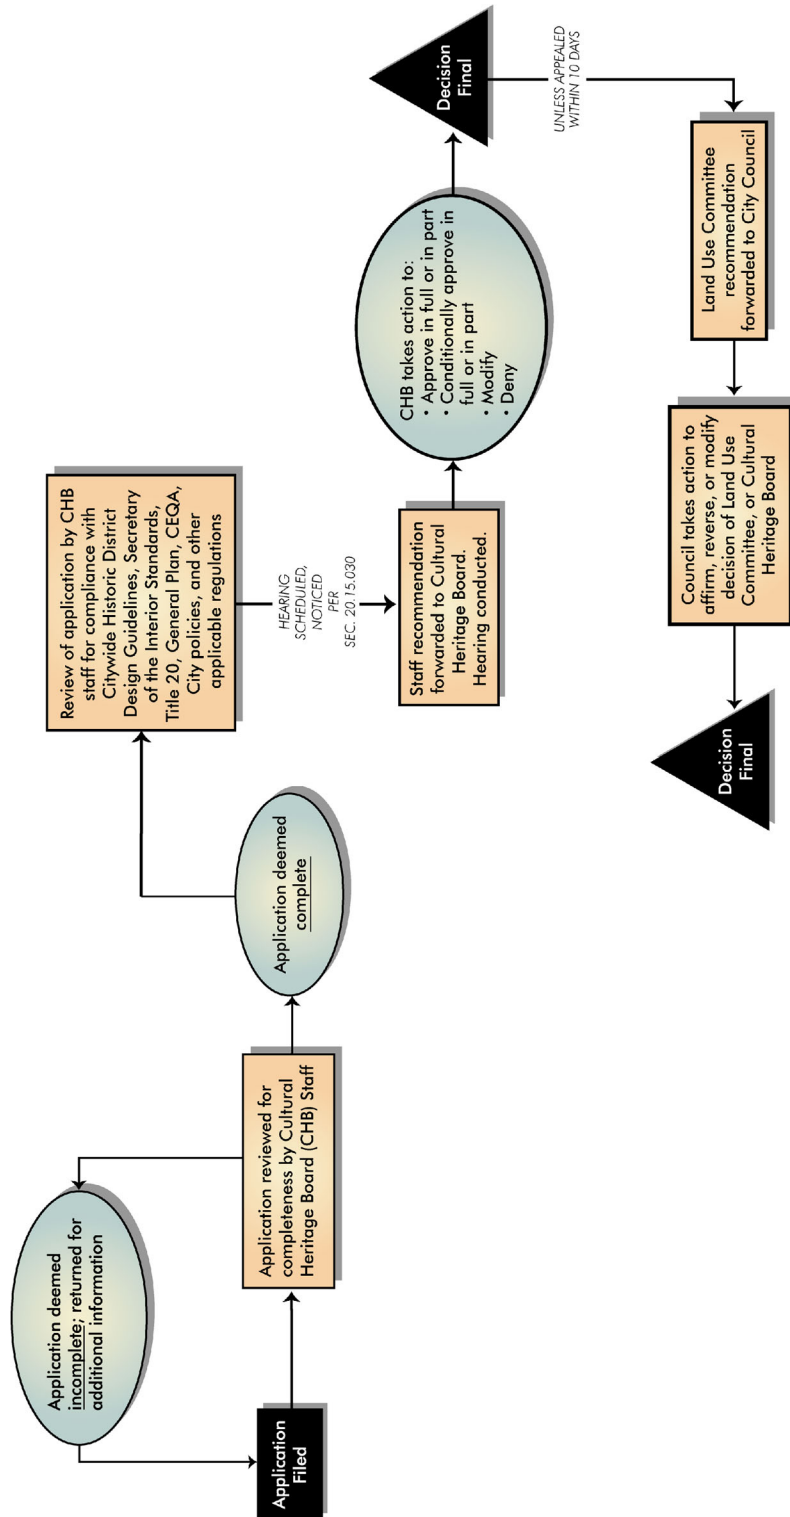 Application
Filed
Application deemed
incomplete; returned for
additional information
Application reviewed for
completeness by Cultural
Heritage Board (CHB) Staff
Application deemed
complete
Review of application by CHB
staff for compliance with
Citywide Historic District
Design Guidelines, Secretary
of the Interior Standards,
Title 20, General Plan, CEQA,
City policies, and other
applicable regulations
HEARING
SCHEDULED,
NOTICED
PER
SEC. 20.15.030
Staff recommendation
forwarded to Cultural
Heritage Board.
Hearing conducted.
CHB takes action to:
• Approve in full or in part
• Conditionally approve in
full or in part
• Modify
• Deny
Decision
Final
UNLESS APPEALED
WITHIN 10 DAYS
Land Use Committee
recommendation
forwarded to City Council
Council takes action to
affirm, reverse, or modify
decision of Land Use
Committee, or Cultural
Heritage Board
Decision
Final